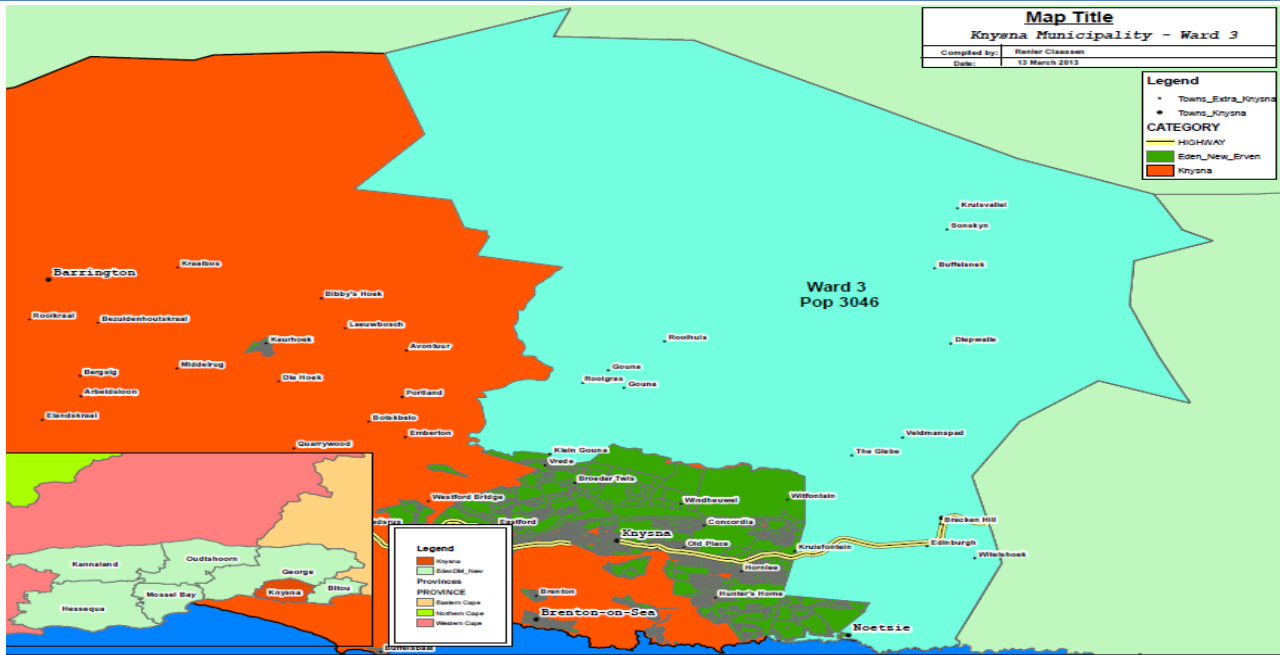 Map Title
Knysna Municipality - Ward 3
Compiled by: Renier Claassen
Date: 13 March 2013
Legend
Towns_Extra_Knysna
Towns_Knysna
CATEGORY
HIGHWAY
Eden_New_Erven
Knysna
Kruisvallei
Sonskyn
Buffelsnek
Kraalbos
Barrington
Ward 3
Pop 3046
Bibby's Hoek
Rooikraal
Bezuidenhoutskraal
Leeuwbosch
Keurhoek
Avontuur
Rooihuis
Diepwalle
Middelrug
Gouna
Bergsig
Die Hoek
Rooigras
Gouna
Arbeidsloon
Portland
Elandskraal
Botskbelo
Emberton
Veldmanspad
Quarrywood
Klein Gouna
The Glebe
Vrede
Broeder Twis
Westford Bridge
Windheuwel
Witfontein
Eastford
Concordia
Bracken Hill
Knysna
Old Place
Kruisfontein
Edinburgh
Witelshoek
Hornlee
Brenton
Hunter's Home
Brenton-on-Sea
Noetzie
Kannaland
Oudtshoorn
George
Hessequa
Mossel Bay
Knysna
Bitou
Legend
Knysna
EdenDM_New
Provinces
PROVINCE
Eastern Cape
Northern Cape
Western Cape